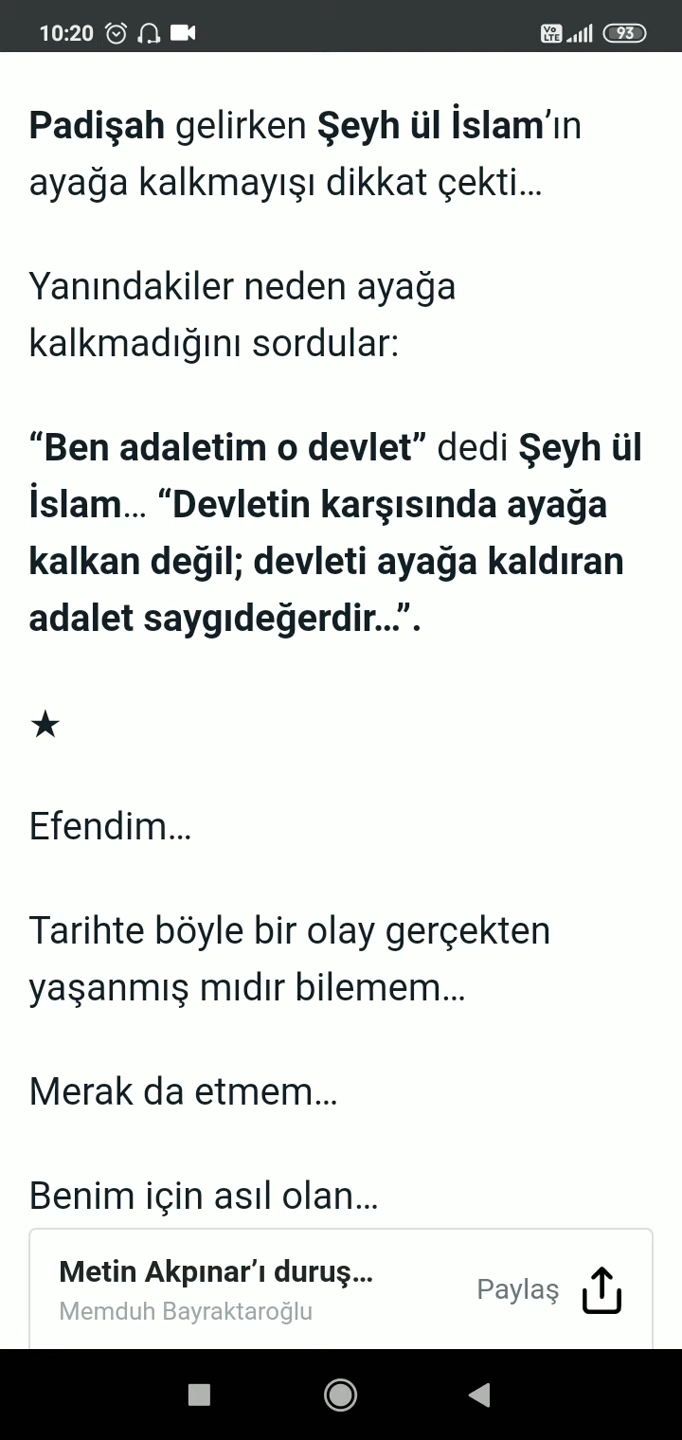 10:20
Vo LTE
93
Padişah gelirken Şeyh ül İslam’ın
ayağa kalkmayışı dikkat çekti...
Yanındakiler neden ayağa
kalkmadığını sordular:
“Ben adaletim o devlet” dedi Şeyh ül
İslam... “Devletin karşısında ayağa
kalkan değil; devleti ayağa kaldıran
adalet saygıdeğerdir...”.
★
Efendim...
Tarihte böyle bir olay gerçekten
yaşanmış mıdır bilemem...
Merak da etmem...
Benim için asıl olan...
Metin Akpınar’ı duruş...
Paylaş
Memduh Bayraktaroğlu